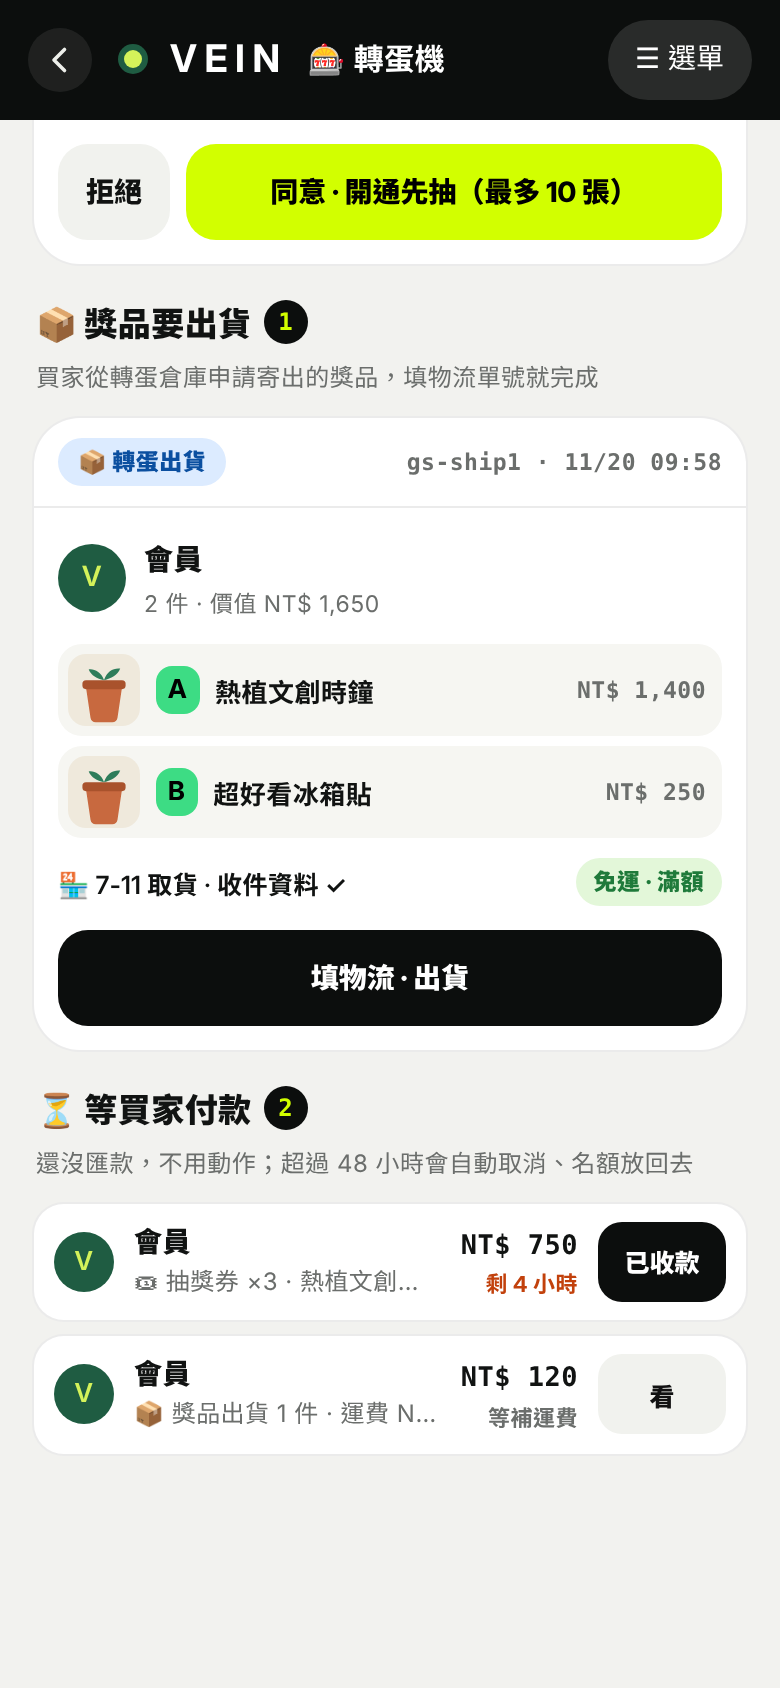 VEIN 🎰 轉蛋機 ☰ 選單
拒絕 同意 · 開通先抽（最多 10 張）
📦 獎品要出貨 1
買家從轉蛋倉庫申請寄出的獎品，填物流單號就完成
📦 轉蛋出貨 gs-ship1 · 11/20 09:58
V 會員
2 件 · 價值 NT$ 1,650
A 熱植文創時鐘 NT$ 1,400
B 超好看冰箱貼 NT$ 250
🏪 7-11 取貨 · 收件資料 ✓ 免運 · 滿額
填物流 · 出貨
⏳ 等買家付款 2
還沒匯款，不用動作；超過 48 小時會自動取消、名額放回去
V 會員 NT$ 750 已收款
🎟 抽獎券 ×3 · 熱植文創... 剩 4 小時
V 會員 NT$ 120 看
📦 獎品出貨 1 件 · 運費 N... 等補運費